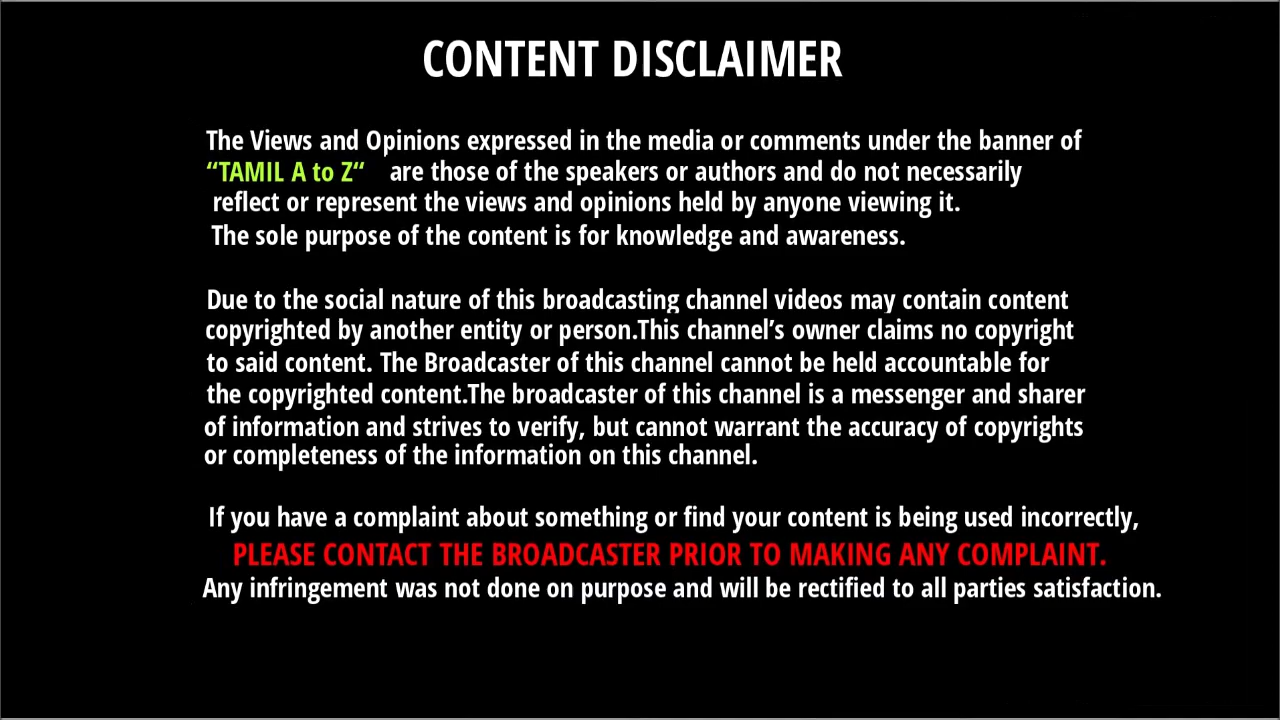 CONTENT DISCLAIMER
The Views and Opinions expressed in the media or comments under the banner of
“TAMIL A to Z“ are those of the speakers or authors and do not necessarily
reflect or represent the views and opinions held by anyone viewing it.
The sole purpose of the content is for knowledge and awareness.
Due to the social nature of this broadcasting channel videos may contain content
copyrighted by another entity or person.This channel’s owner claims no copyright
to said content. The Broadcaster of this channel cannot be held accountable for
the copyrighted content.The broadcaster of this channel is a messenger and sharer
of information and strives to verify, but cannot warrant the accuracy of copyrights
or completeness of the information on this channel.
If you have a complaint about something or find your content is being used incorrectly,
PLEASE CONTACT THE BROADCASTER PRIOR TO MAKING ANY COMPLAINT.
Any infringement was not done on purpose and will be rectified to all parties satisfaction.